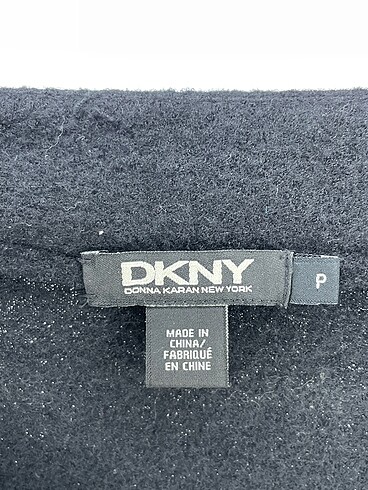 DKNY
DONNA KARAN NEW YORK
P
MADE IN
CHINA/
FABRIQUÉ
EN CHINE